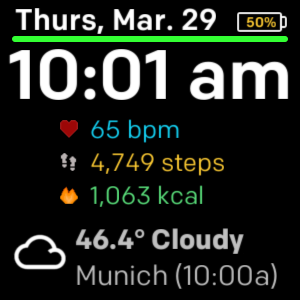 Thurs, Mar. 29 50%
10:01 am
65 bpm
4,749 steps
1,063 kcal
46.4° Cloudy
Munich (10:00a)